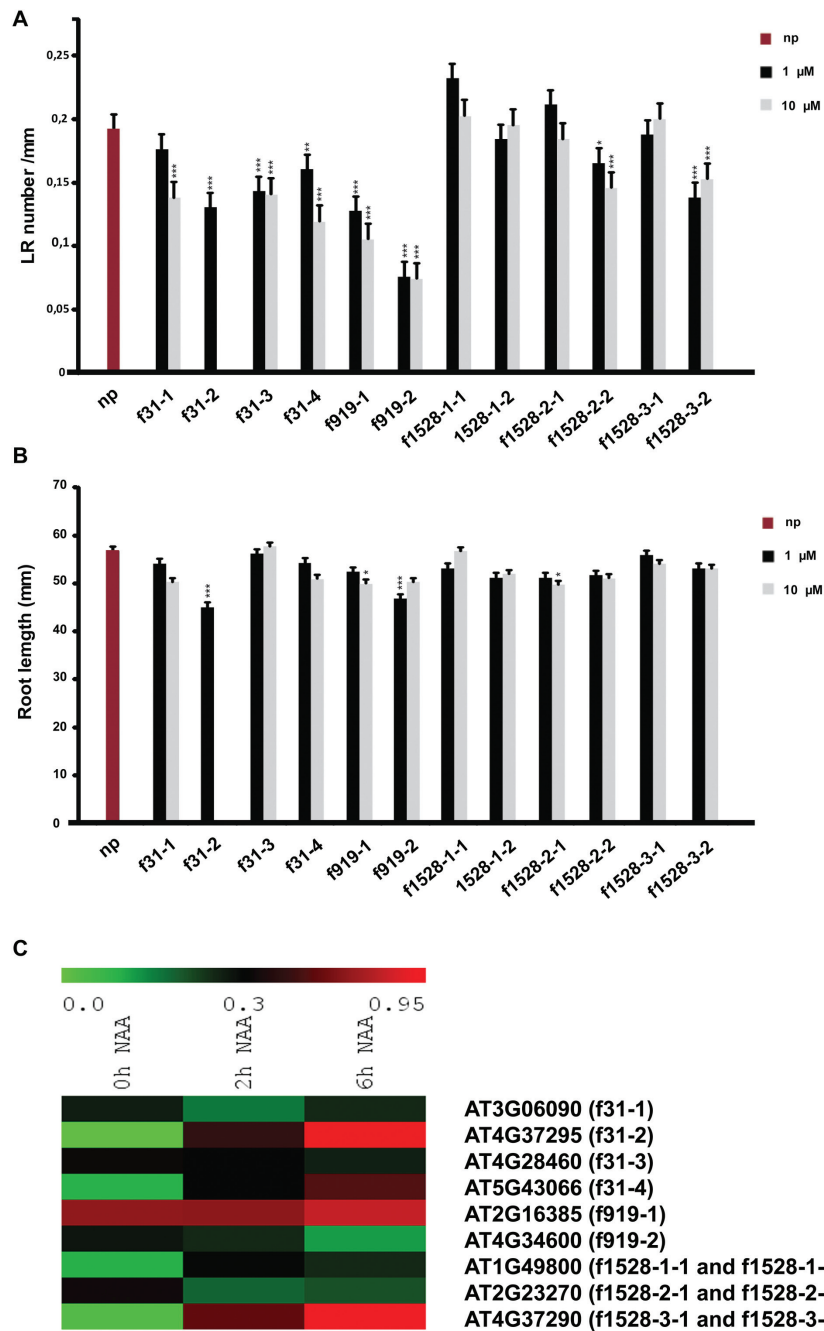 A
LR number /mm
0,25
0,2
0,15
0,1
0,05
0
***
***
***
***
**
***
***
***
***
***
*
***
***
***
np
1 µM
10 µM
np
f31-1
f31-2
f31-3
f31-4
f919-1
f919-2
f1528-1-1
1528-1-2
f1528-2-1
f1528-2-2
f1528-3-1
f1528-3-2
B
Root length (mm)
70
60
50
40
30
20
10
0
***
*
***
*
np
1 µM
10 µM
np
f31-1
f31-2
f31-3
f31-4
f919-1
f919-2
f1528-1-1
1528-1-2
f1528-2-1
f1528-2-2
f1528-3-1
f1528-3-2
C
0.0 0.3 0.95
0h NAA
2h NAA
6h NAA
AT3G06090 (f31-1)
AT4G37295 (f31-2)
AT4G28460 (f31-3)
AT5G43066 (f31-4)
AT2G16385 (f919-1)
AT4G34600 (f919-2)
AT1G49800 (f1528-1-1 and f1528-1-
AT2G23270 (f1528-2-1 and f1528-2-
AT4G37290 (f1528-3-1 and f1528-3-